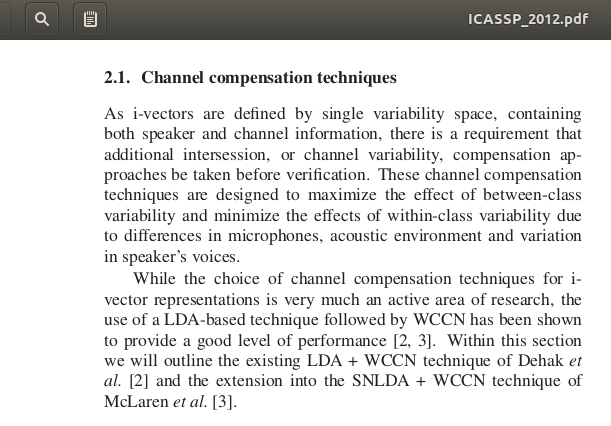 ICASSP_2012.pdf
2.1. Channel compensation techniques
As i-vectors are defined by single variability space, containing
both speaker and channel information, there is a requirement that
additional intersession, or channel variability, compensation ap-
proaches be taken before verification. These channel compensation
techniques are designed to maximize the effect of between-class
variability and minimize the effects of within-class variability due
to differences in microphones, acoustic environment and variation
in speaker's voices.
While the choice of channel compensation techniques for i-
vector representations is very much an active area of research, the
use of a LDA-based technique followed by WCCN has been shown
to provide a good level of performance [2, 3]. Within this section
we will outline the existing LDA + WCCN technique of Dehak et
al. [2] and the extension into the SNLDA + WCCN technique of
McLaren et al. [3].